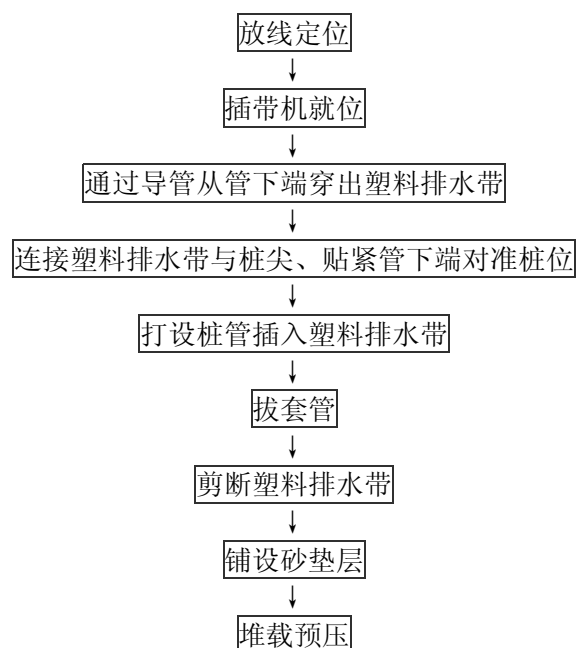 放线定位
插带机就位
通过导管从管下端穿出塑料排水带
连接塑料排水带与桩尖、贴紧管下端对准桩位
打设桩管插入塑料排水带
拔套管
剪断塑料排水带
铺设砂垫层
堆载预压